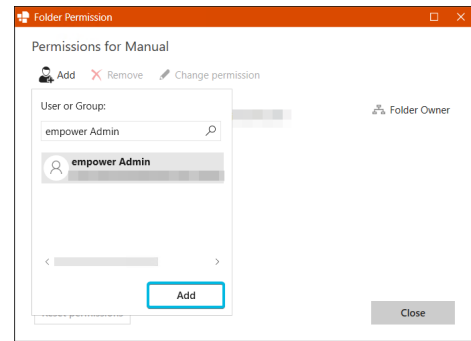 Folder Permission
Permissions for Manual
Add Remove Change permission
User or Group:
empower Admin
Folder Owner
empower Admin
Add
Close